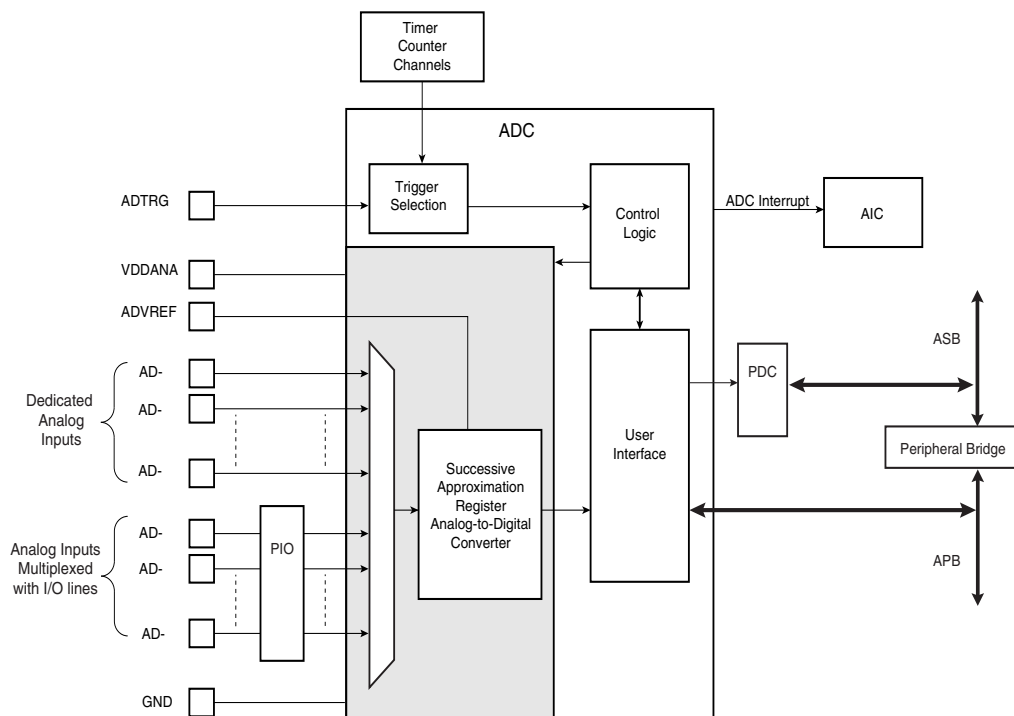 Timer
Counter
Channels
ADC
Trigger
Selection
Control
Logic
ADC Interrupt
AIC
ADTRG
VDDANA
ADVREF
ASB
PDC
Dedicated
Analog
Inputs
AD-
AD-
AD-
User
Interface
Peripheral Bridge
Successive
Approximation
Register
Analog-to-Digital
Converter
Analog Inputs
Multiplexed
with I/O lines
AD-
AD-
AD-
PIO
APB
GND